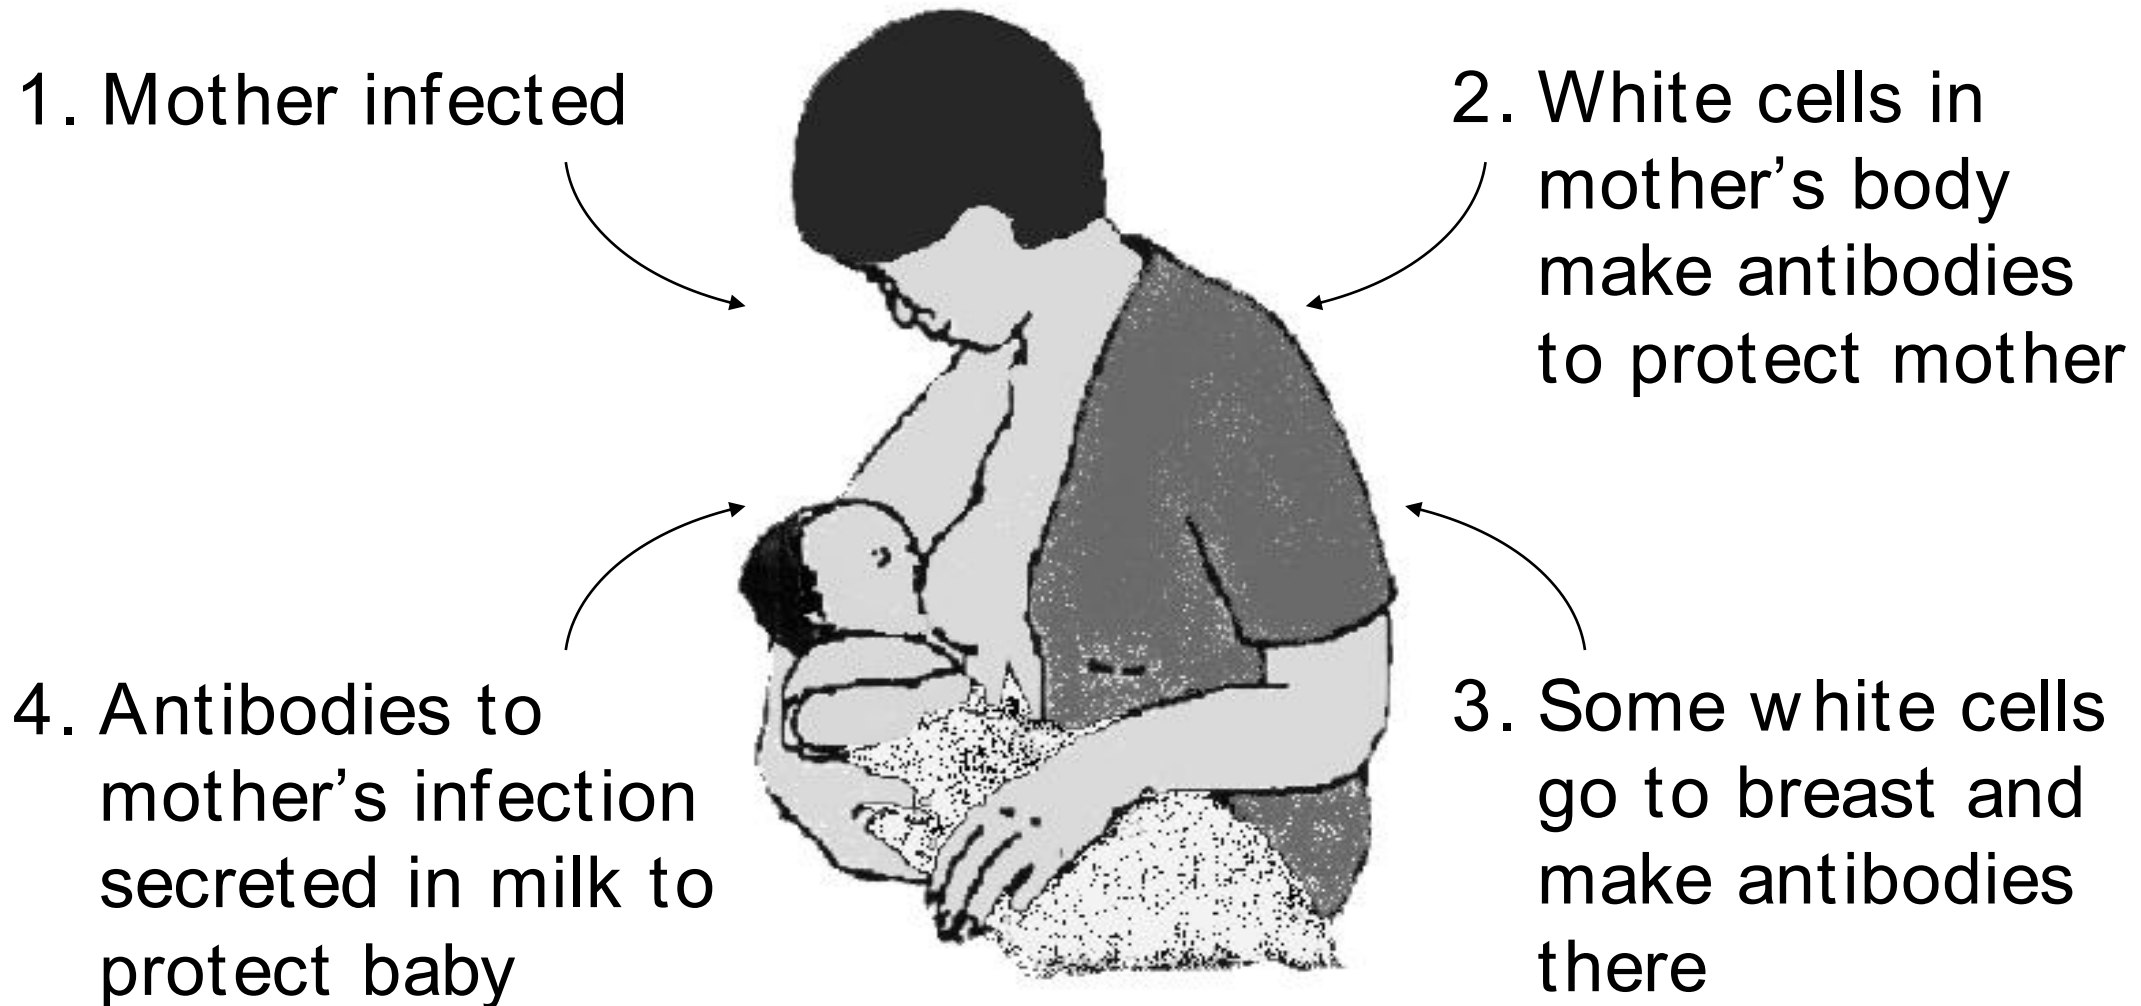 1. Mother infected
2. White cells in
mother’s body
make antibodies
to protect mother
3. Some white cells
go to breast and
make antibodies
there
4. Antibodies to
mother’s infection
secreted in milk to
protect baby